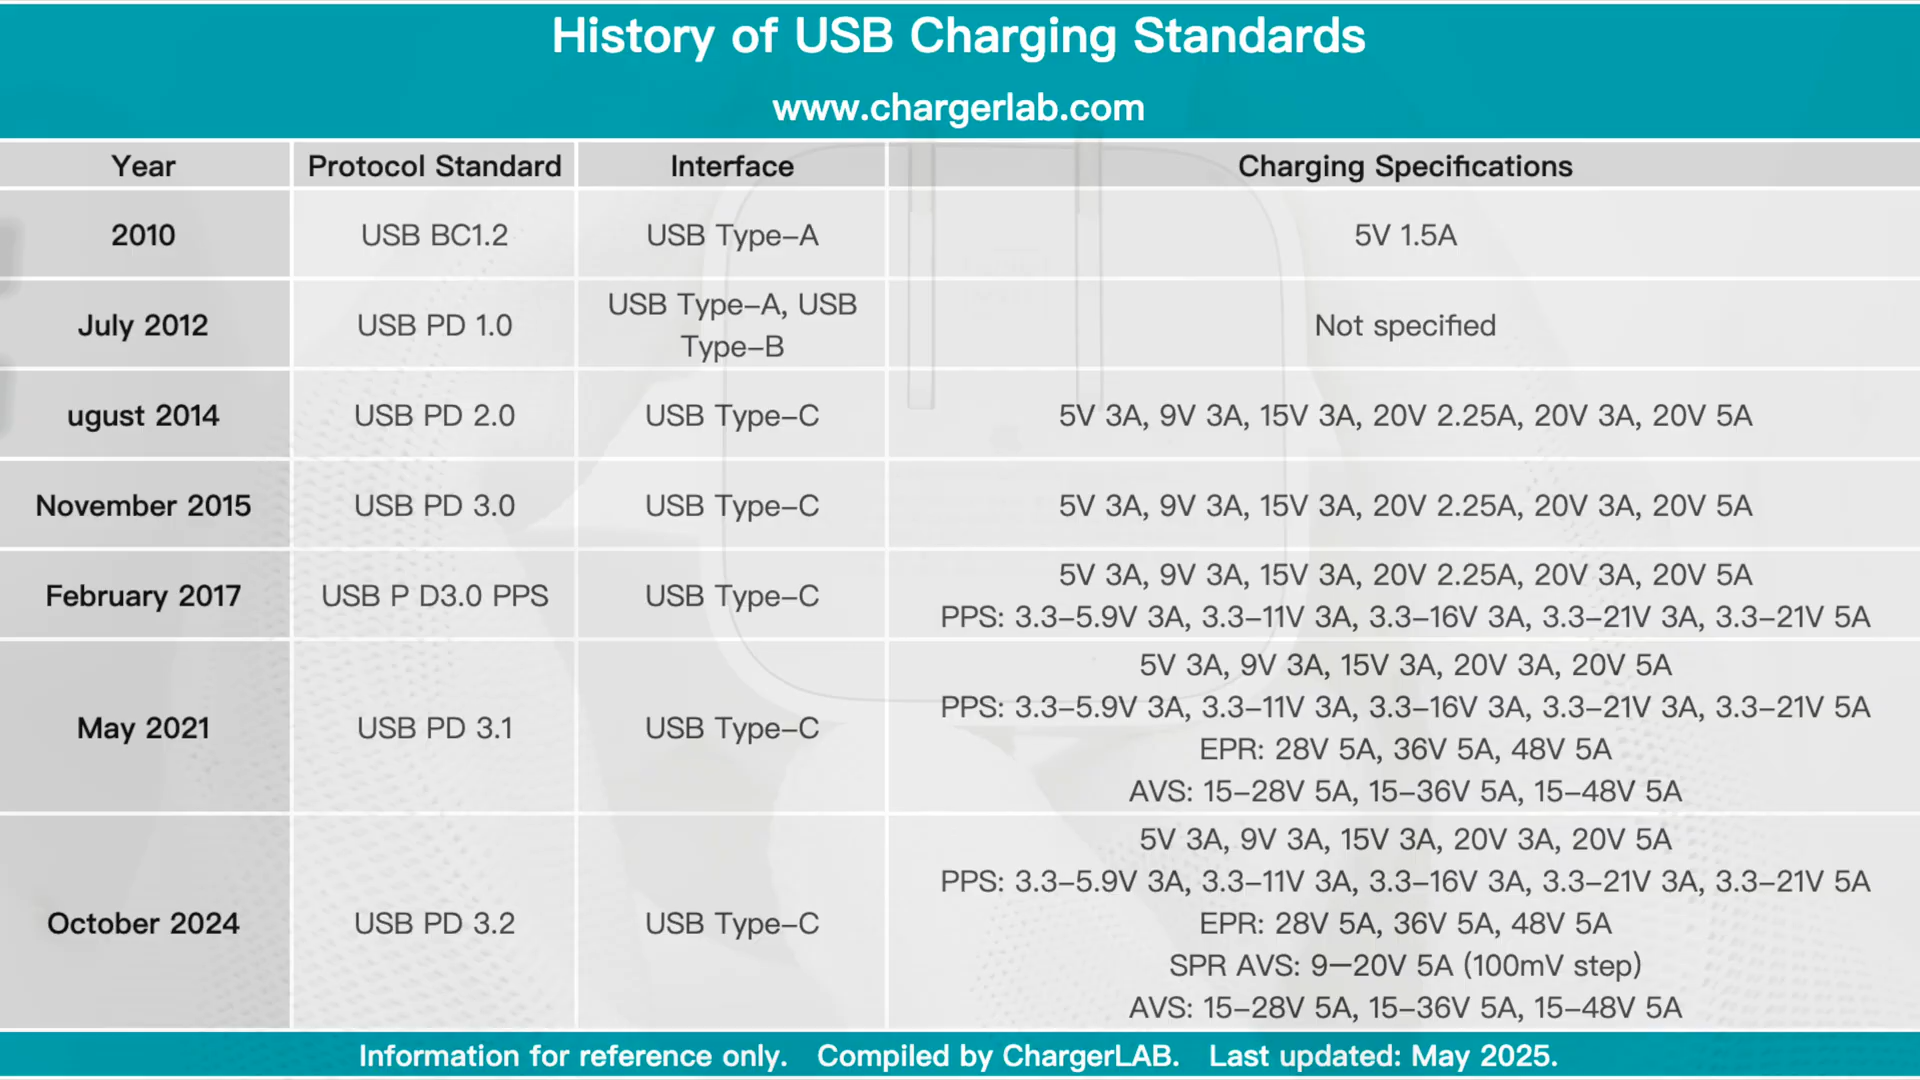 History of USB Charging Standards
www.chargerlab.com
Year Protocol Standard Interface Charging Specifications
2010 USB BC1.2 USB Type–A 5V 1.5A
July 2012 USB PD 1.0 USB Type–A, USB Type–B Not specified
ugust 2014 USB PD 2.0 USB Type–C 5V 3A, 9V 3A, 15V 3A, 20V 2.25A, 20V 3A, 20V 5A
November 2015 USB PD 3.0 USB Type–C 5V 3A, 9V 3A, 15V 3A, 20V 2.25A, 20V 3A, 20V 5A
February 2017 USB P D3.0 PPS USB Type–C 5V 3A, 9V 3A, 15V 3A, 20V 2.25A, 20V 3A, 20V 5A
PPS: 3.3–5.9V 3A, 3.3–11V 3A, 3.3–16V 3A, 3.3–21V 3A, 3.3–21V 5A
May 2021 USB PD 3.1 USB Type–C 5V 3A, 9V 3A, 15V 3A, 20V 3A, 20V 5A
PPS: 3.3–5.9V 3A, 3.3–11V 3A, 3.3–16V 3A, 3.3–21V 3A, 3.3–21V 5A
EPR: 28V 5A, 36V 5A, 48V 5A
AVS: 15–28V 5A, 15–36V 5A, 15–48V 5A
October 2024 USB PD 3.2 USB Type–C 5V 3A, 9V 3A, 15V 3A, 20V 3A, 20V 5A
PPS: 3.3–5.9V 3A, 3.3–11V 3A, 3.3–16V 3A, 3.3–21V 3A, 3.3–21V 5A
EPR: 28V 5A, 36V 5A, 48V 5A
SPR AVS: 9—20V 5A (100mV step)
AVS: 15–28V 5A, 15–36V 5A, 15–48V 5A
Information for reference only. Compiled by ChargerLAB. Last updated: May 2025.